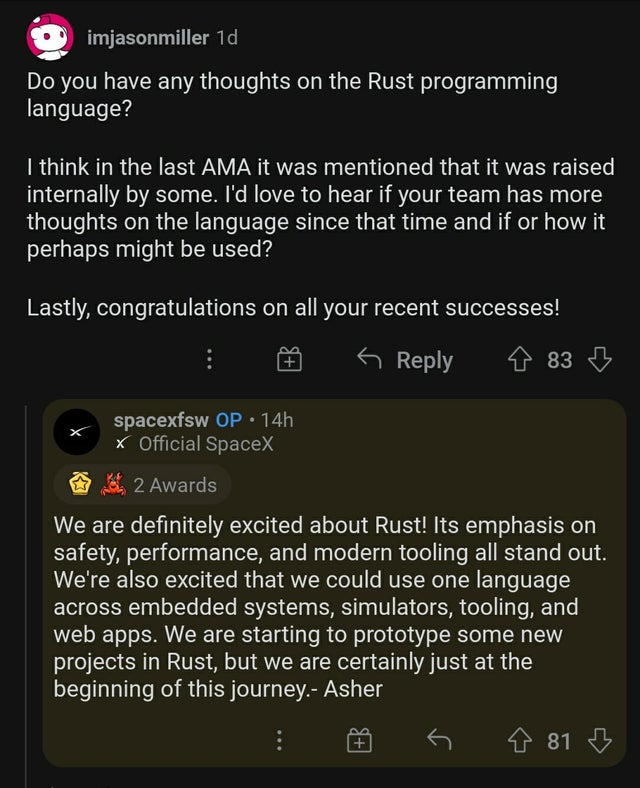 imjasonmiller 1d
Do you have any thoughts on the Rust programming
language?
I think in the last AMA it was mentioned that it was raised
internally by some. I'd love to hear if your team has more
thoughts on the language since that time and if or how it
perhaps might be used?
Lastly, congratulations on all your recent successes!
Reply 83
spacexfsw OP • 14h
Official SpaceX
2 Awards
We are definitely excited about Rust! Its emphasis on
safety, performance, and modern tooling all stand out.
We're also excited that we could use one language
across embedded systems, simulators, tooling, and
web apps. We are starting to prototype some new
projects in Rust, but we are certainly just at the
beginning of this journey.- Asher
81